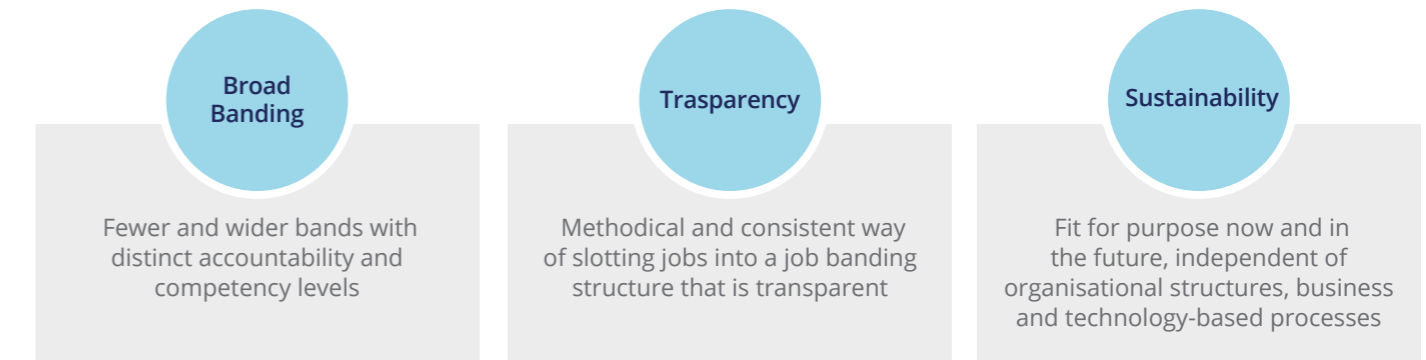 Broad
Banding
Fewer and wider bands with
distinct accountability and
competency levels
Trasparency
Methodical and consistent way
of slotting jobs into a job banding
structure that is transparent
Sustainability
Fit for purpose now and in
the future, independent of
organisational structures, business
and technology-based processes